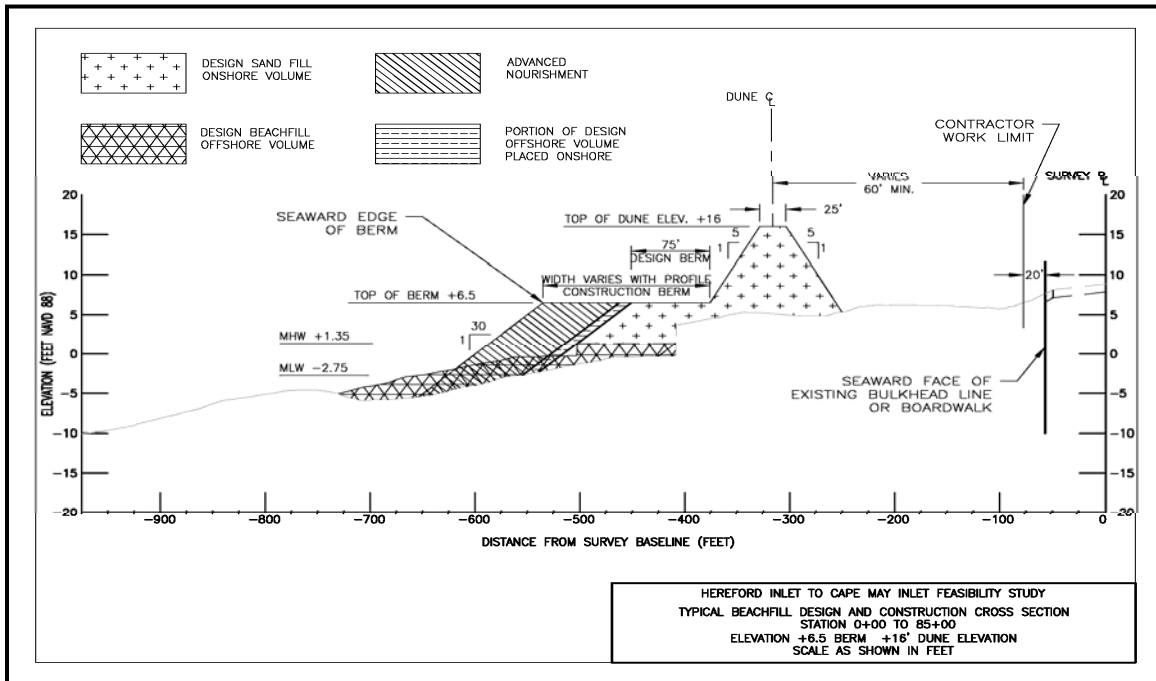 DESIGN SAND FILL
ONSHORE VOLUME
ADVANCED
NOURISHMENT
DESIGN BEACHFILL
OFFSHORE VOLUME
PORTION OF DESIGN
OFFSHORE VOLUME
PLACED ONSHORE
DUNE ℄
CONTRACTOR
WORK LIMIT
VARIES
60' MIN.
SURVEY ℄
SEAWARD EDGE
OF BERM
TOP OF DUNE ELEV. +16
25'
5
1
5
1
75'
DESIGN BERM
WIDTH VARIES WITH PROFILE
CONSTRUCTION BERM
TOP OF BERM +6.5
20'
30
1
MHW +1.35
MLW -2.75
SEAWARD FACE OF
EXISTING BULKHEAD LINE
OR BOARDWALK
ELEVATION (FEET NAVD 88)
20
15
10
5
0
-5
-10
-15
-20
20
15
10
5
0
-5
-10
-15
-20
-900
-800
-700
-600
-500
-400
-300
-200
-100
0
DISTANCE FROM SURVEY BASELINE (FEET)
HEREFORD INLET TO CAPE MAY INLET FEASIBILITY STUDY
TYPICAL BEACHFILL DESIGN AND CONSTRUCTION CROSS SECTION
STATION 0+00 TO 85+00
ELEVATION +6.5 BERM +16' DUNE ELEVATION
SCALE AS SHOWN IN FEET